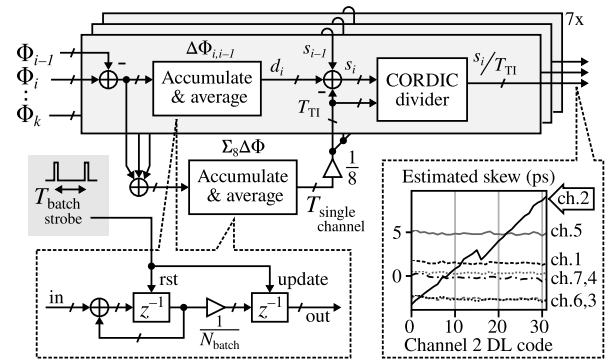 7x
Φi−1
Φi
Φk
−
ΔΦi,i−1
Accumulate
& average
di
si−1
si
−
TTI
CORDIC
divider
si/TTI
Σ8ΔΦ
Accumulate
& average
1/8
Tsingle channel
Tbatch strobe
in
rst
z−1
1/Nbatch
update
z−1
out
Estimated skew (ps)
5
0
0 10 20 30
Channel 2 DL code
ch.2
ch.5
ch.1
ch.7,4
ch.6,3